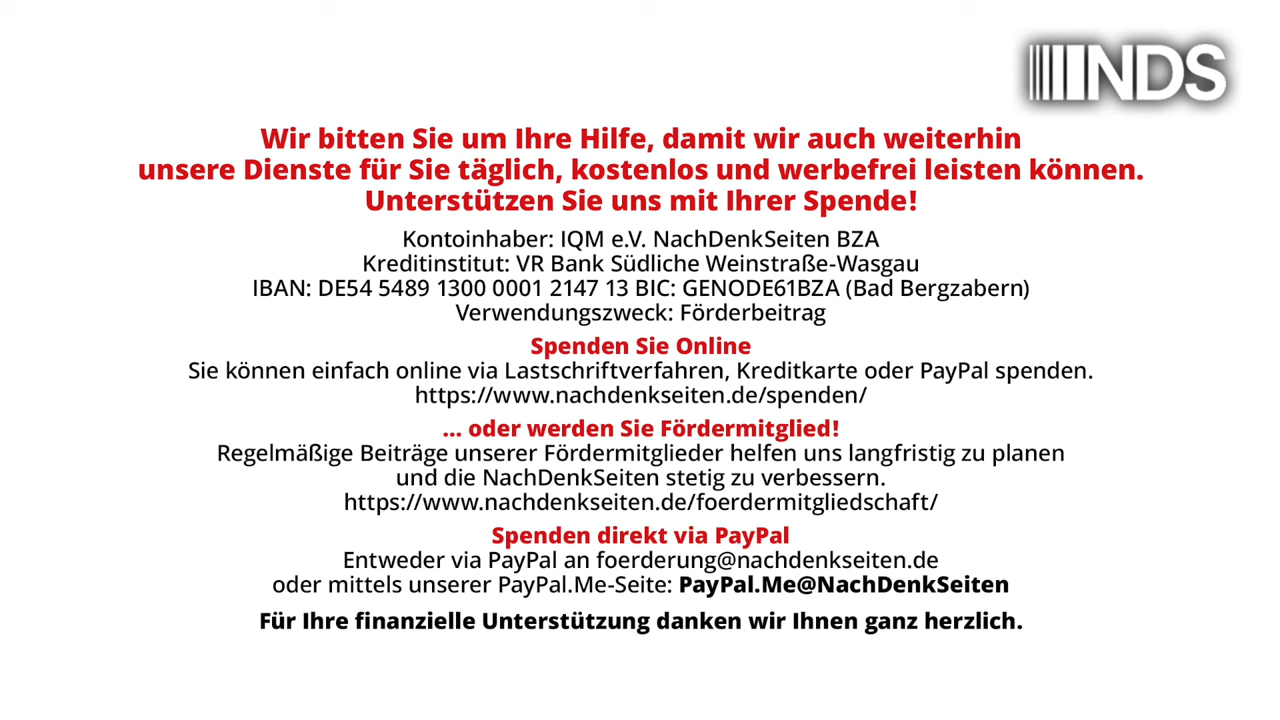 NDS
Wir bitten Sie um Ihre Hilfe, damit wir auch weiterhin
unsere Dienste für Sie täglich, kostenlos und werbefrei leisten können.
Unterstützen Sie uns mit Ihrer Spende!
Kontoinhaber: IQM e.V. NachDenkSeiten BZA
Kreditinstitut: VR Bank Südliche Weinstraße-Wasgau
IBAN: DE54 5489 1300 0001 2147 13 BIC: GENODE61BZA (Bad Bergzabern)
Verwendungszweck: Förderbeitrag
Spenden Sie Online
Sie können einfach online via Lastschriftverfahren, Kreditkarte oder PayPal spenden.
https://www.nachdenkseiten.de/spenden/
... oder werden Sie Fördermitglied!
Regelmäßige Beiträge unserer Fördermitglieder helfen uns langfristig zu planen
und die NachDenkSeiten stetig zu verbessern.
https://www.nachdenkseiten.de/foerdermitgliedschaft/
Spenden direkt via PayPal
Entweder via PayPal an foerderung@nachdenkseiten.de
oder mittels unserer PayPal.Me-Seite: PayPal.Me@NachDenkSeiten
Für Ihre finanzielle Unterstützung danken wir Ihnen ganz herzlich.